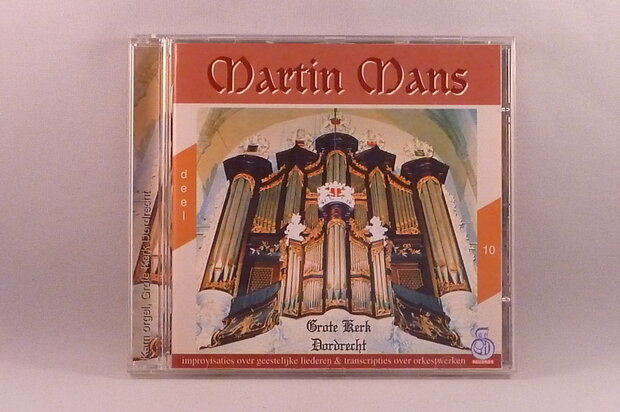 Martin Mans
deel
10
Grote Kerk
Dordrecht
improvisaties over geestelijke liederen & transcripties over orkestwerken
RECORDS
Kam orgel, Grote Kerk Dordrecht